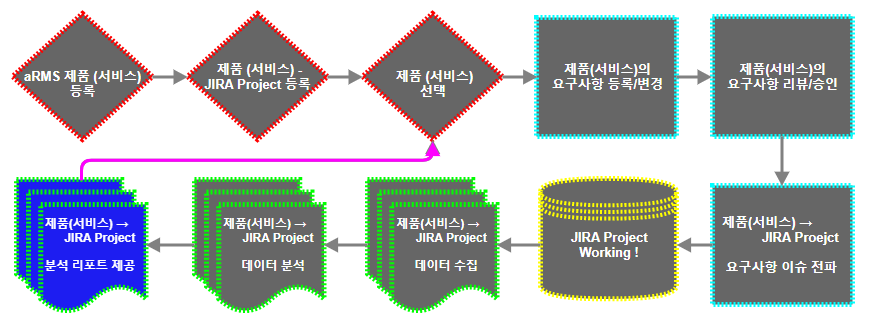 aRMS 제품 (서비스)
등록
제품 (서비스) -
JIRA Project 등록
제품 (서비스)
선택
제품(서비스)의
요구사항 등록/변경
제품(서비스)의
요구사항 리뷰/승인
제품(서비스) →
JIRA Proejct
요구사항 이슈 전파
JIRA Project
Working !
제품(서비스) →
JIRA Project
데이터 수집
제품(서비스) →
JIRA Project
데이터 분석
제품(서비스) →
JIRA Project
분석 리포트 제공